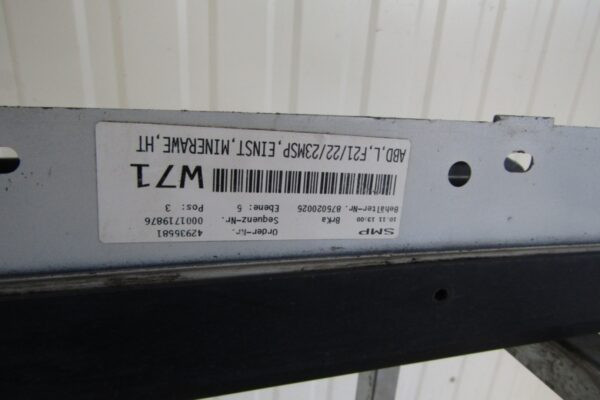 SMP Order-Nr. 42935681
10.11 13:00 BrKa Sequenz-Nr. 0001719876
Behälter-Nr. 875020026 Ebene: 5 Pos: 3
W71
ABD,L,F21/22/23MSP,EINST,MINERAWE,HT